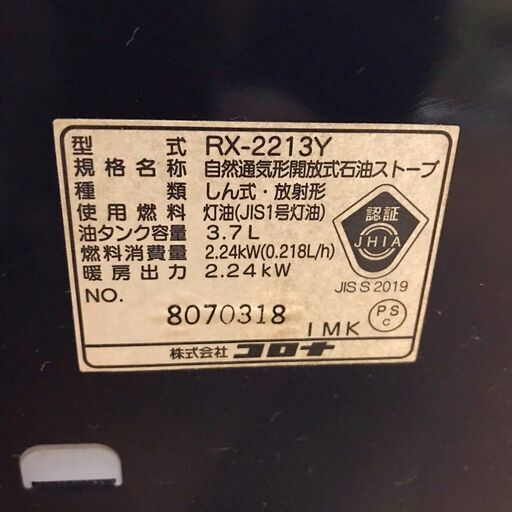 型式 RX-2213Y
規格名称 自然通気形開放式石油ストーブ
種類 しん式・放射形
使用燃料 灯油(JIS1号灯油)
油タンク容量 3.7L
燃料消費量 2.24kW(0.218L/h)
暖房出力 2.24kW
認証
JHIA
JIS S 2019
NO. 8070318
1MK
PS
C
株式会社コロナ